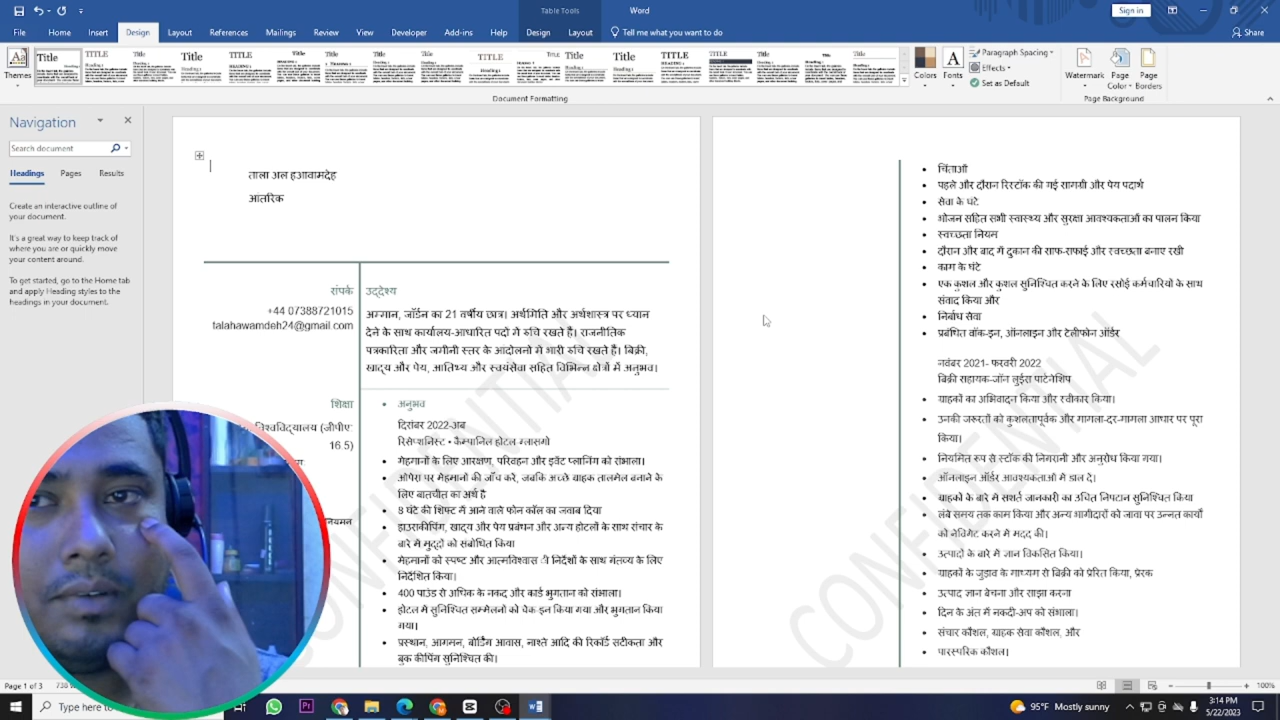 Table Tools
Word
Sign in
File
Home
Insert
Design
Layout
References
Mailings
Review
View
Developer
Add-ins
Help
Design
Layout
Tell me what you want to do
Share
Colors
Fonts
Paragraph Spacing
Effects
Set as Default
Watermark
Page Color
Page Borders
Document Formatting
Page Background
Navigation
Search document
Headings
Pages
Results
Create an interactive outline of
your document.
It's a great way to keep track of
where you are or quickly move
your content around.
To get started, go to the Home tab
and apply Heading styles to the
headings in your document.
ताला अल हआवामदेह
आंतरिक
+44 07388721015
talahawamdeh24@gmail.com
शिक्षा
विश्वविद्यालय (जीपीए:
16.5)
नियमन
उद्देश्य
अम्मान, जॉर्डन का 21 वर्षीय छात्र। अर्थमिति और अर्थशास्त्र पर ध्यान
देने के साथ कार्यालय-आधारित पदों में रुचि रखते हैं। राजनीतिक
पत्रकारिता और जमीनी स्तर के आंदोलनों में भारी रुचि रखते हैं। बिक्री,
खाद्य और पेय, आतिथ्य और स्वयंसेवा सहित विभिन्न क्षेत्रों में अनुभव।
अनुभव
दिसंबर 2022-अब
रिसेप्शनिस्ट • कैम्पानिल होटल ग्लासगो
मेहमानों के लिए आरक्षण, परिवहन और इवेंट प्लानिंग को संभाला।
ओपेरा पर मेहमानों की जाँच करें, जबकि अच्छे ग्राहक तालमेल बनाने के
लिए बातचीत का अर्थ है
8 घंटे की शिफ्ट में आने वाले फोन कॉल का जवाब दिया
हाउसकीपिंग, खाद्य और पेय प्रबंधन और अन्य होटलों के साथ संचार के
बारे में मुद्दों को संबोधित किया
मेहमानों को स्पष्ट और आत्मविश्वास ी निर्देशों के साथ गंतव्य के लिए
निर्देशित किया।
400 पाउंड से अधिक के नकद और कार्ड भुगतान को संभाला।
होटल में सुनिश्चित सम्मेलनों को चेक-इन किया गया और भुगतान किया
गया।
प्रस्थान, आगमन, बोर्डिंग आवास, नाश्ते आदि की रिकॉर्ड सटीकता और
बुक कीपिंग सुनिश्चित की।
चिंताओं
पहले और दौरान रिस्टॉक की गई सामग्री और पेय पदार्थ
सेवा के घंटे
भोजन सहित सभी स्वास्थ्य और सुरक्षा आवश्यकताओं का पालन किया
स्वच्छता नियम
दौरान और बाद में दुकान की साफ-सफाई और स्वच्छता बनाए रखी
काम के घंटे
एक कुशल और कुशल सुनिश्चित करने के लिए रसोई कर्मचारियों के साथ
संवाद किया और
निर्बाध सेवा
प्रबंधित वॉक-इन, ऑनलाइन और टेलीफोन ऑर्डर
नवंबर 2021- फरवरी 2022
बिक्री सहायक-जॉन लुईस पार्टनरशिप
ग्राहकों का अभिवादन किया और स्वीकार किया।
उनकी जरूरतों को कुशलतापूर्वक और मामला-दर-मामला आधार पर पूरा
किया।
नियमित रूप से स्टॉक की निगरानी और अनुरोध किया गया।
ऑनलाइन ऑर्डर आवश्यकताओं में डाल दें।
ग्राहकों के बारे में सशर्त जानकारी का उचित निपटान सुनिश्चित किया
लंबे समय तक काम किया और अन्य भागीदारों को जावा पर उन्नत कार्यों
को नेविगेट करने में मदद की।
उत्पादों के बारे में ज्ञान विकसित किया।
ग्राहकों के जुड़ाव के माध्यम से बिक्री को प्रेरित किया, प्रेरक
उत्पाद ज्ञान बेचना और साझा करना
दिन के अंत में नकदी-अप को संभाला।
संचार कौशल, ग्राहक सेवा कौशल, और
पारस्परिक कौशल।
CONFIDENTIAL
Page 1 of 3
100%
Type here to
95°F Mostly sunny
3:14 PM
5/22/2023